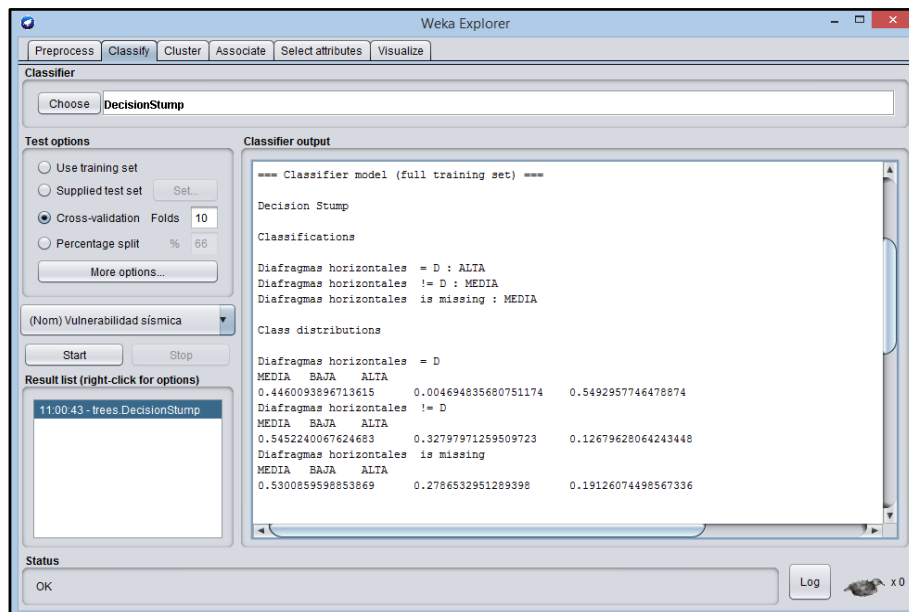 Weka Explorer
Preprocess Classify Cluster Associate Select attributes Visualize
Classifier
Choose DecisionStump
Test options
Use training set
Supplied test set Set...
Cross-validation Folds 10
Percentage split % 66
More options...
(Nom) Vulnerabilidad sísmica
Start Stop
Result list (right-click for options)
11:00:43 - trees.DecisionStump
Classifier output
=== Classifier model (full training set) ===
Decision Stump
Classifications
Diafragmas horizontales = D : ALTA
Diafragmas horizontales != D : MEDIA
Diafragmas horizontales is missing : MEDIA
Class distributions
Diafragmas horizontales = D
MEDIA BAJA ALTA
0.4460093896713615 0.004694835680751174 0.5492957746478874
Diafragmas horizontales != D
MEDIA BAJA ALTA
0.5452240067624683 0.32797971259509723 0.12679628064243448
Diafragmas horizontales is missing
MEDIA BAJA ALTA
0.5300859598853869 0.2786532951289398 0.19126074498567336
Status
OK
Log
x 0